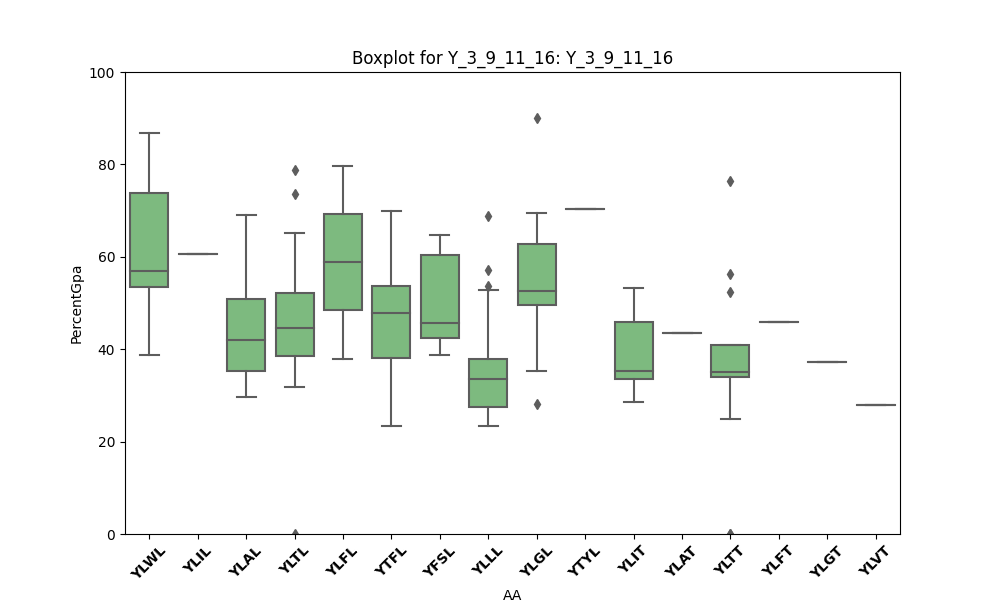 Boxplot for Y_3_9_11_16: Y_3_9_11_16
100
80
60
40
20
0
PercentGpa
YLWL
YLIL
YLAL
YLTL
YLFL
YTFL
YFSL
YLLL
YLGL
YTYL
YLIT
YLAT
YLTT
YLFT
YLGT
YLVT
AA